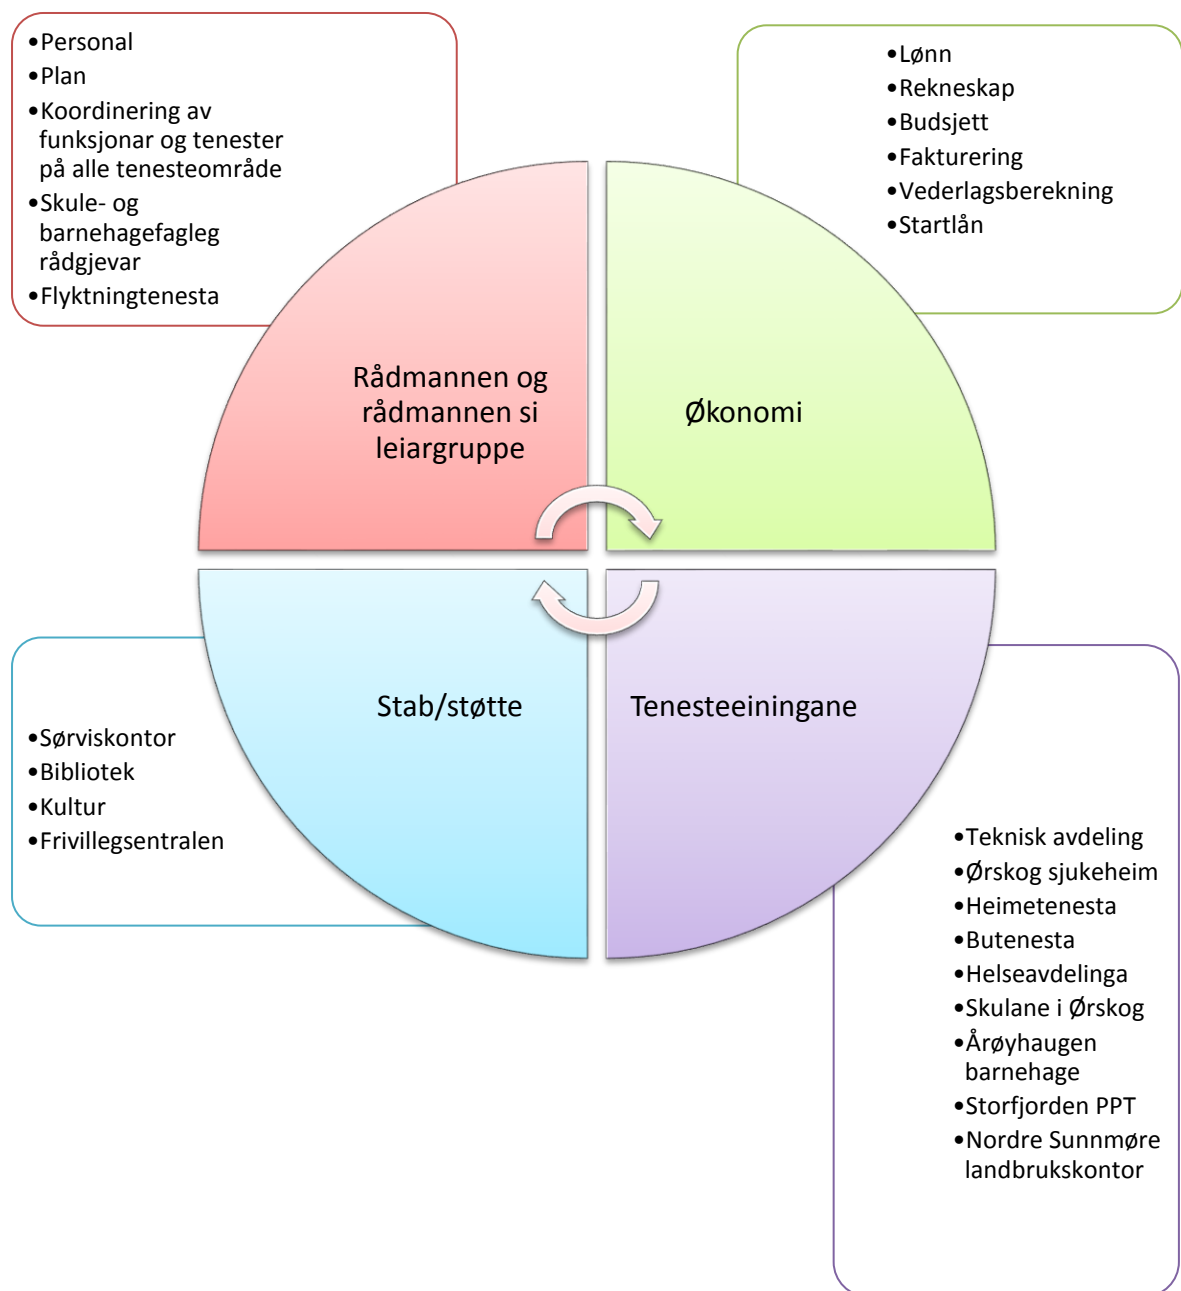 •Personal
•Plan
•Koordinering av
funksjonar og tenester
på alle tenesteområde
•Skule- og
barnehagefagleg
rådgjevar
•Flyktningtenesta
•Lønn
•Rekneskap
•Budsjett
•Fakturering
•Vederlagsberekning
•Startlån
Rådmannen og
rådmannen si
leiargruppe
Økonomi
Stab/støtte
Tenesteeiningane
•Sørviskontor
•Bibliotek
•Kultur
•Frivillegsentralen
•Teknisk avdeling
•Ørskog sjukeheim
•Heimetenesta
•Butenesta
•Helseavdelinga
•Skulane i Ørskog
•Årøyhaugen
barnehage
•Storfjorden PPT
•Nordre Sunnmøre
landbrukskontor